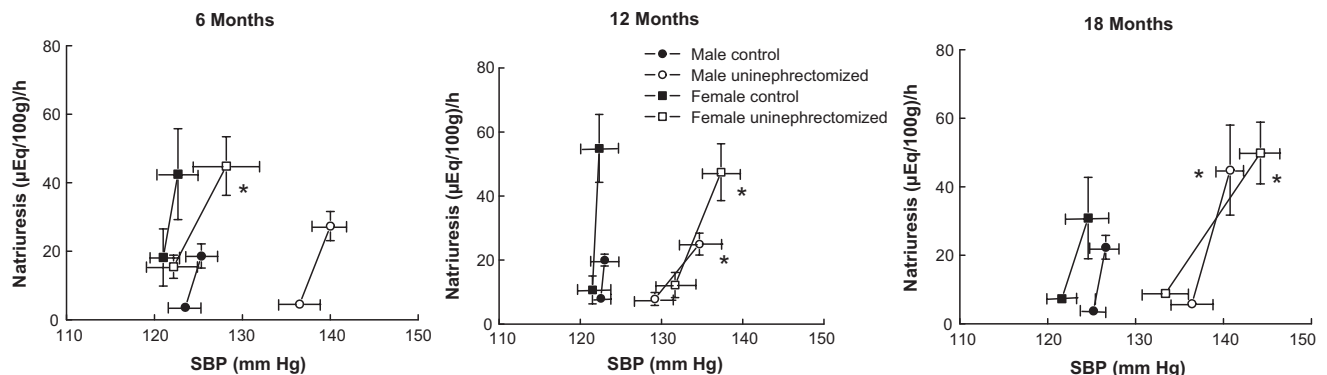 6 Months
80
60
40
20
0
110 120 130 140 150
Natriuresis (µEq/100g)/h
SBP (mm Hg)
*
12 Months
Male control
Male uninephrectomized
Female control
Female uninephrectomized
80
60
40
20
0
110 120 130 140 150
Natriuresis (µEq/100g)/h
SBP (mm Hg)
*
*
18 Months
80
60
40
20
0
110 120 130 140 150
Natriuresis (µEq/100g)/h
SBP (mm Hg)
*
*